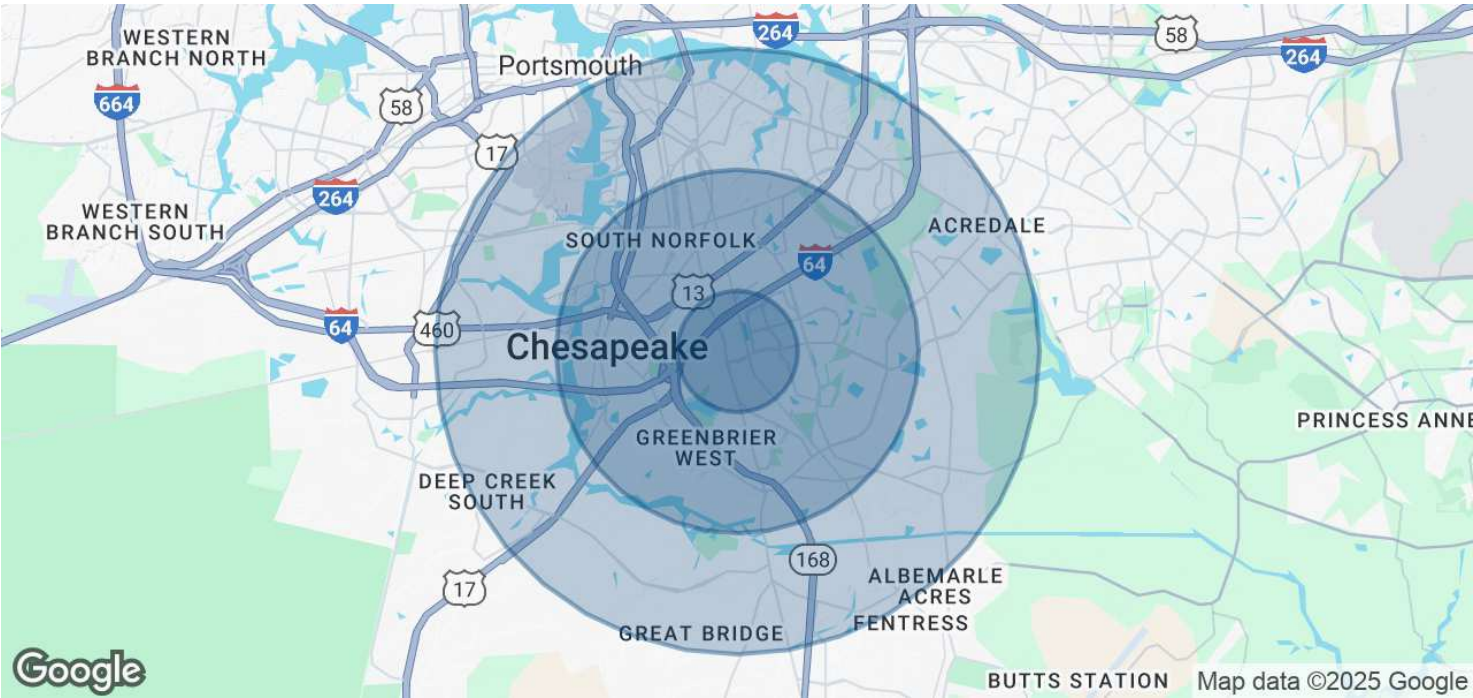 WESTERN
BRANCH NORTH
264
58
264
Portsmouth
664
58
17
264
WESTERN
BRANCH SOUTH
ACREDALE
SOUTH NORFOLK
64
13
64
460
Chesapeake
PRINCESS ANNE
GREENBRIER
WEST
DEEP CREEK
SOUTH
168
17
ALBEMARLE
ACRES
FENTRESS
GREAT BRIDGE
Google
BUTTS STATION
Map data ©2025 Google